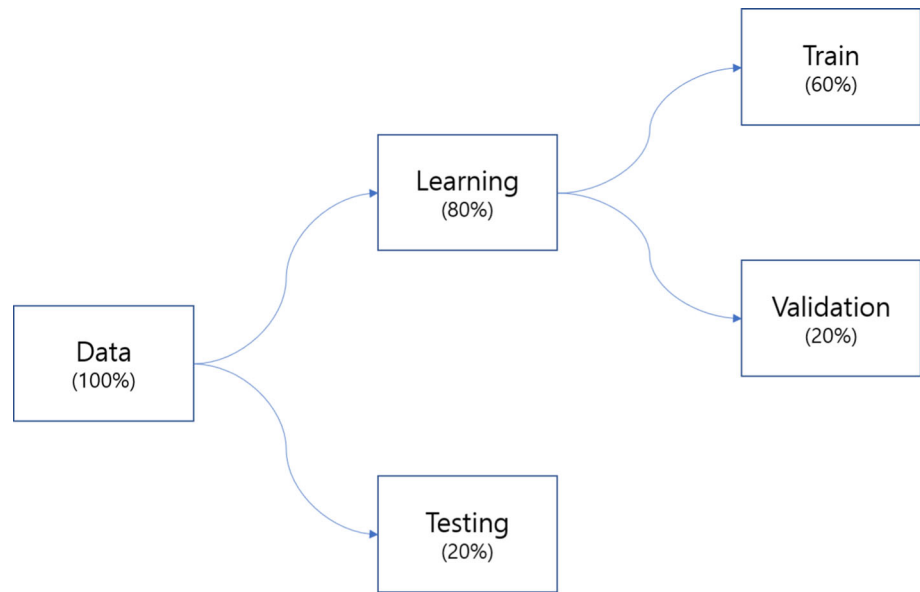 Train
(60%)
Learning
(80%)
Validation
(20%)
Data
(100%)
Testing
(20%)